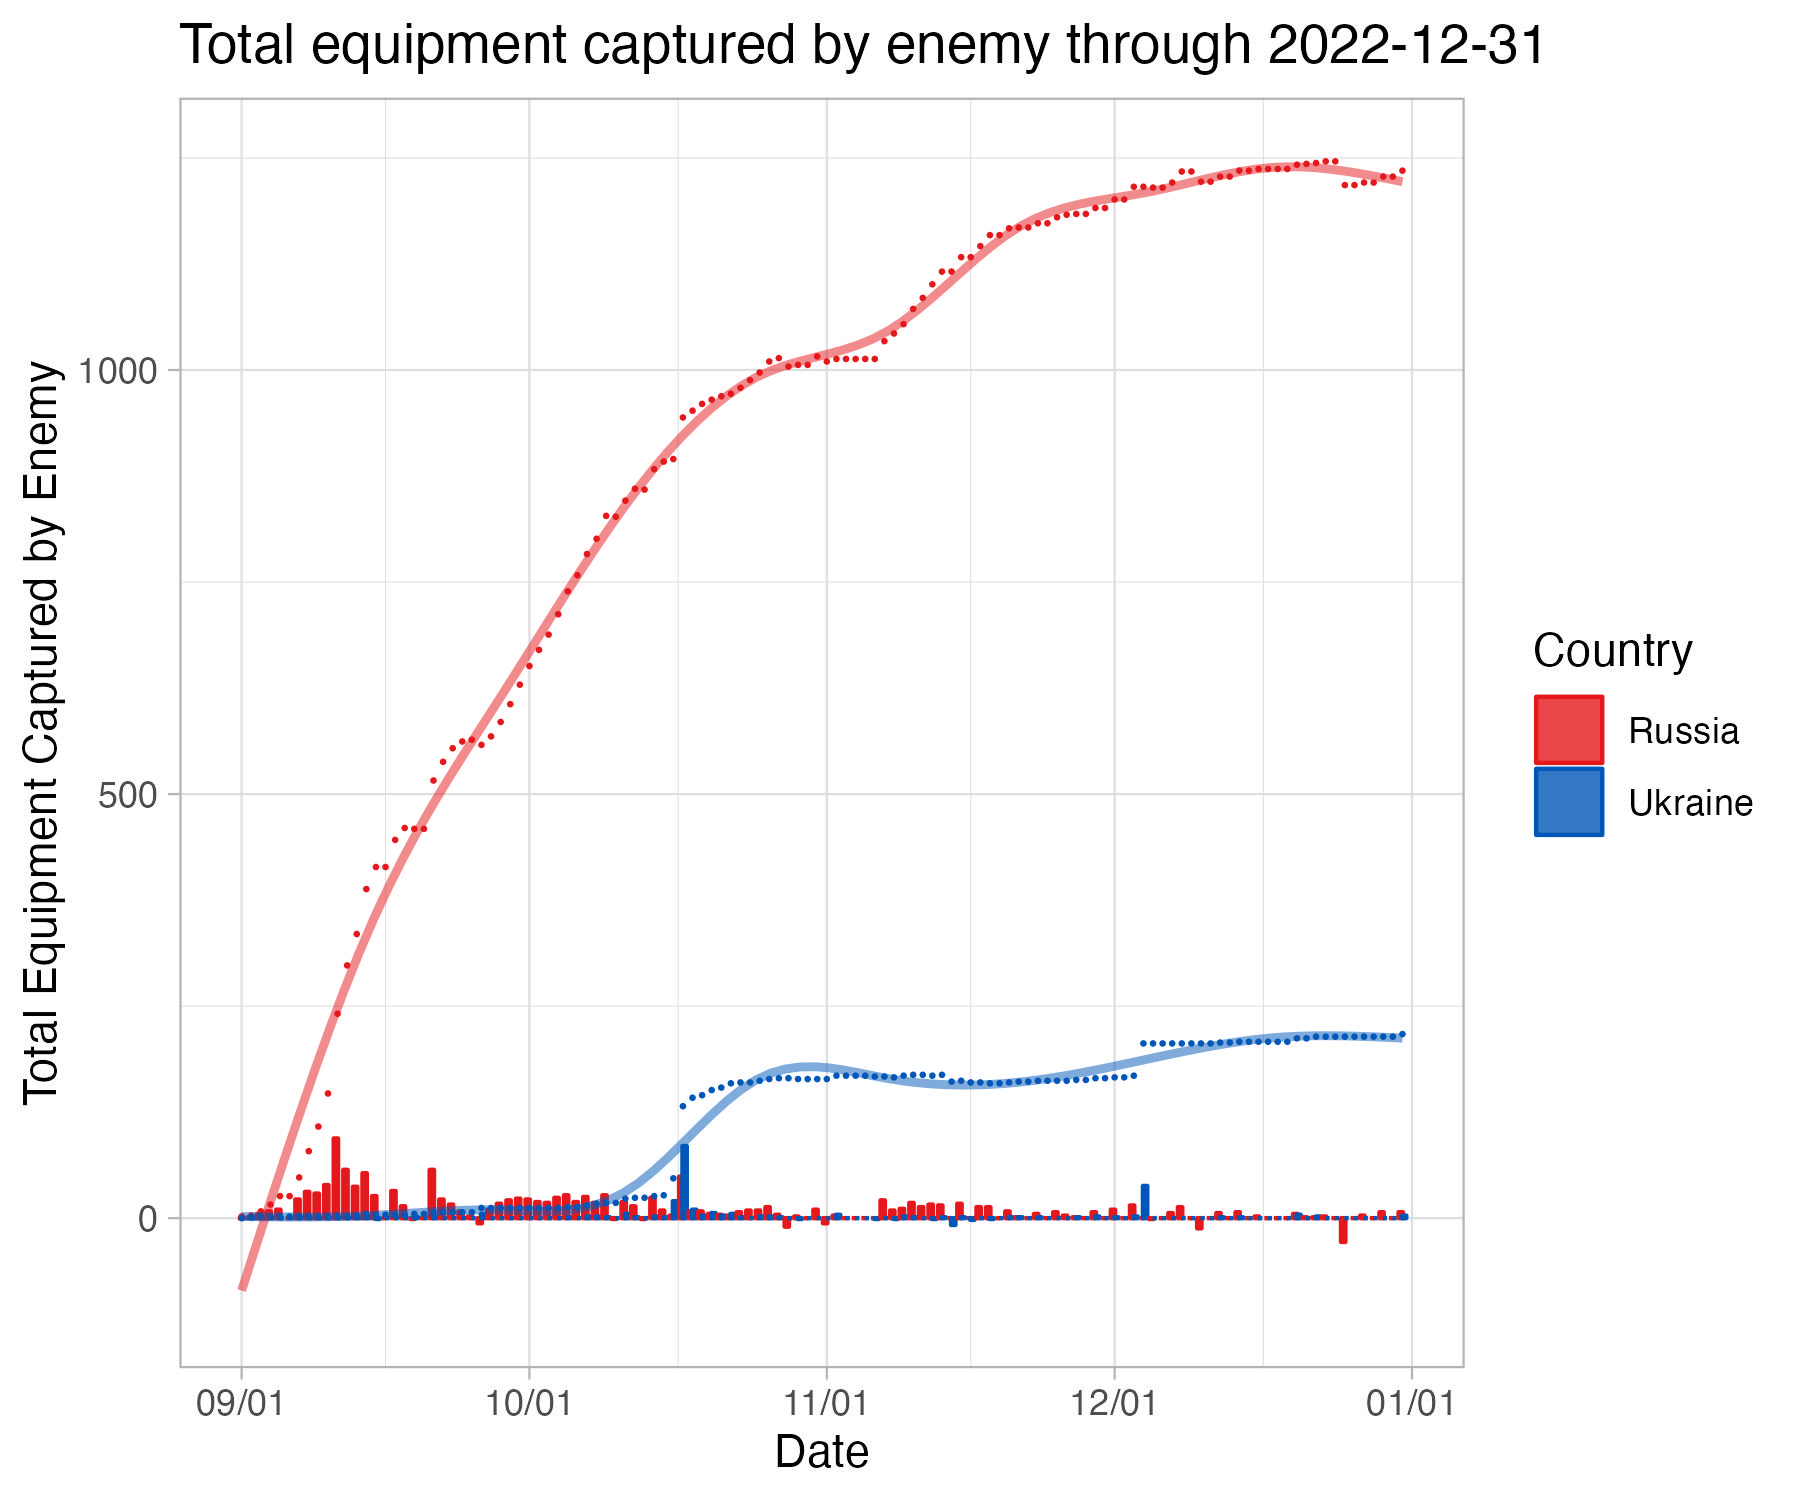 Total equipment captured by enemy through 2022-12-31
Total Equipment Captured by Enemy
1000
500
0
09/01
10/01
11/01
12/01
01/01
Date
Country
Russia
Ukraine